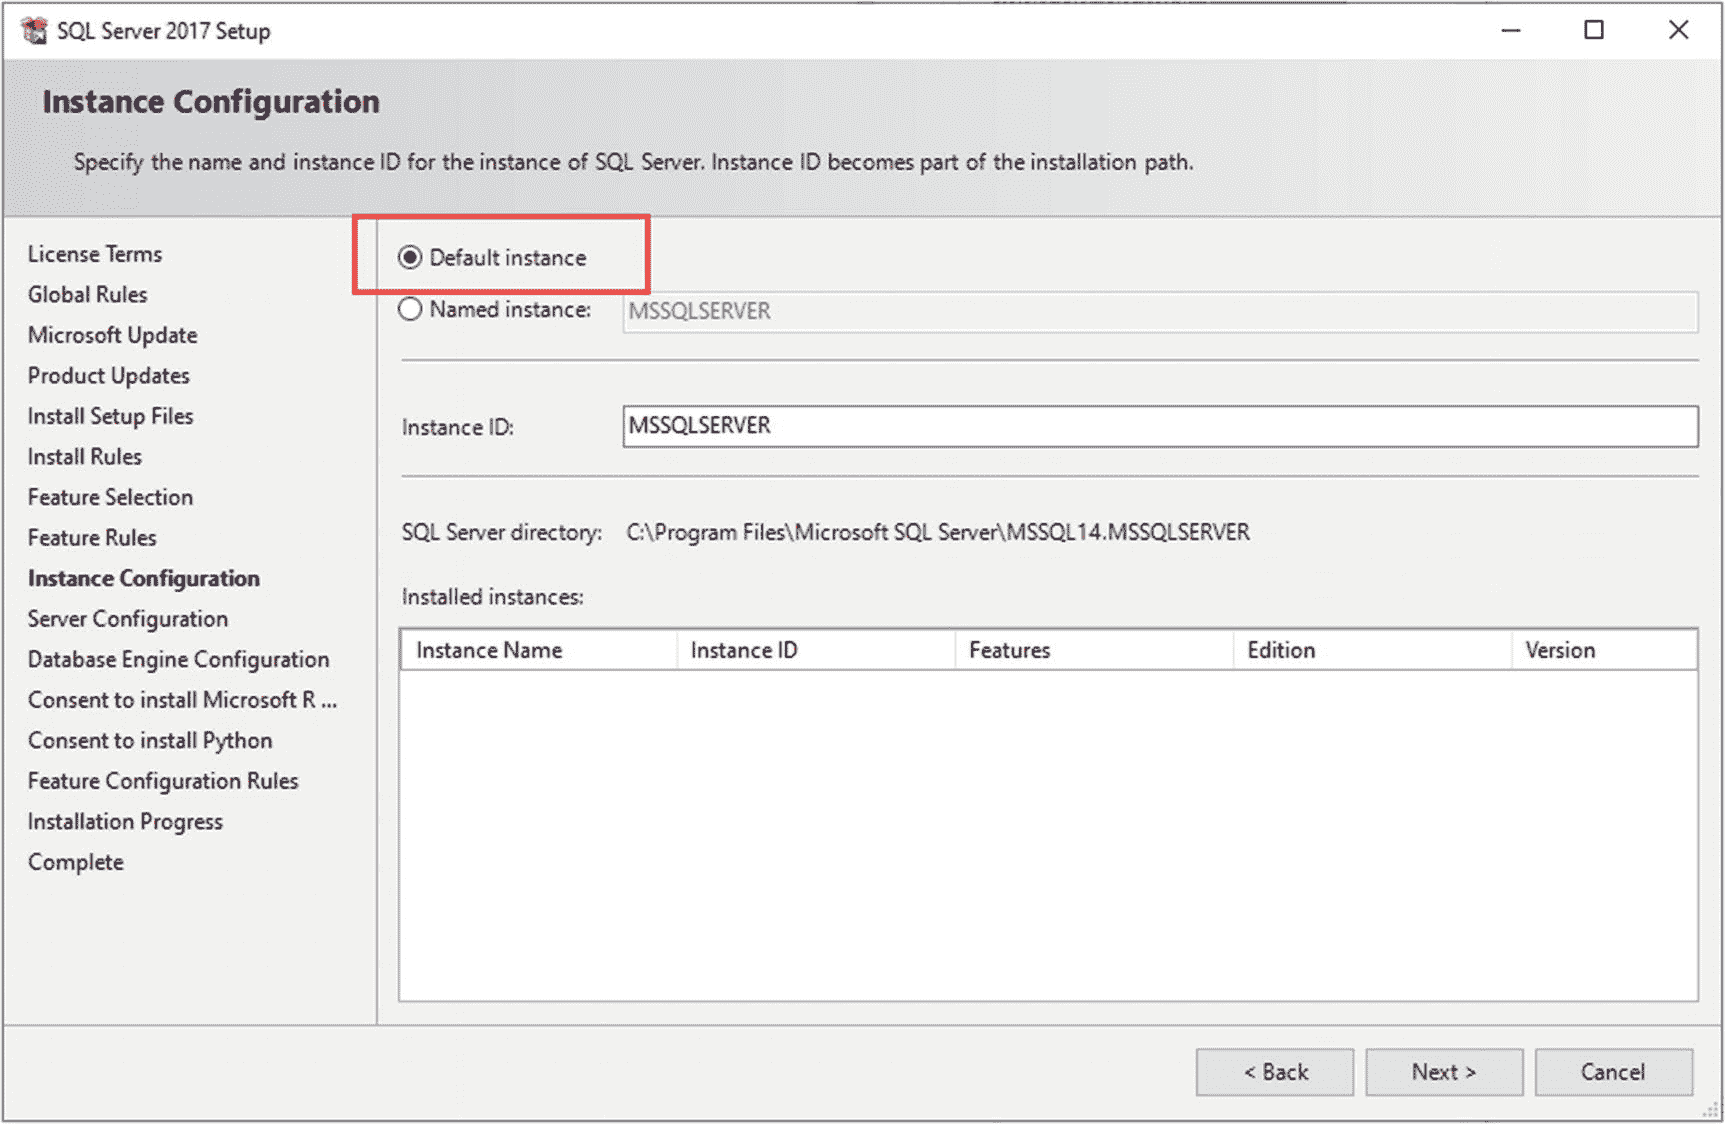 SQL Server 2017 Setup
Instance Configuration
Specify the name and instance ID for the instance of SQL Server. Instance ID becomes part of the installation path.
License Terms
Global Rules
Microsoft Update
Product Updates
Install Setup Files
Install Rules
Feature Selection
Feature Rules
Instance Configuration
Server Configuration
Database Engine Configuration
Consent to install Microsoft R ...
Consent to install Python
Feature Configuration Rules
Installation Progress
Complete
Default instance
Named instance: MSSQLSERVER
Instance ID: MSSQLSERVER
SQL Server directory: C:\Program Files\Microsoft SQL Server\MSSQL14.MSSQLSERVER
Installed instances:
Instance Name Instance ID Features Edition Version
< Back Next > Cancel